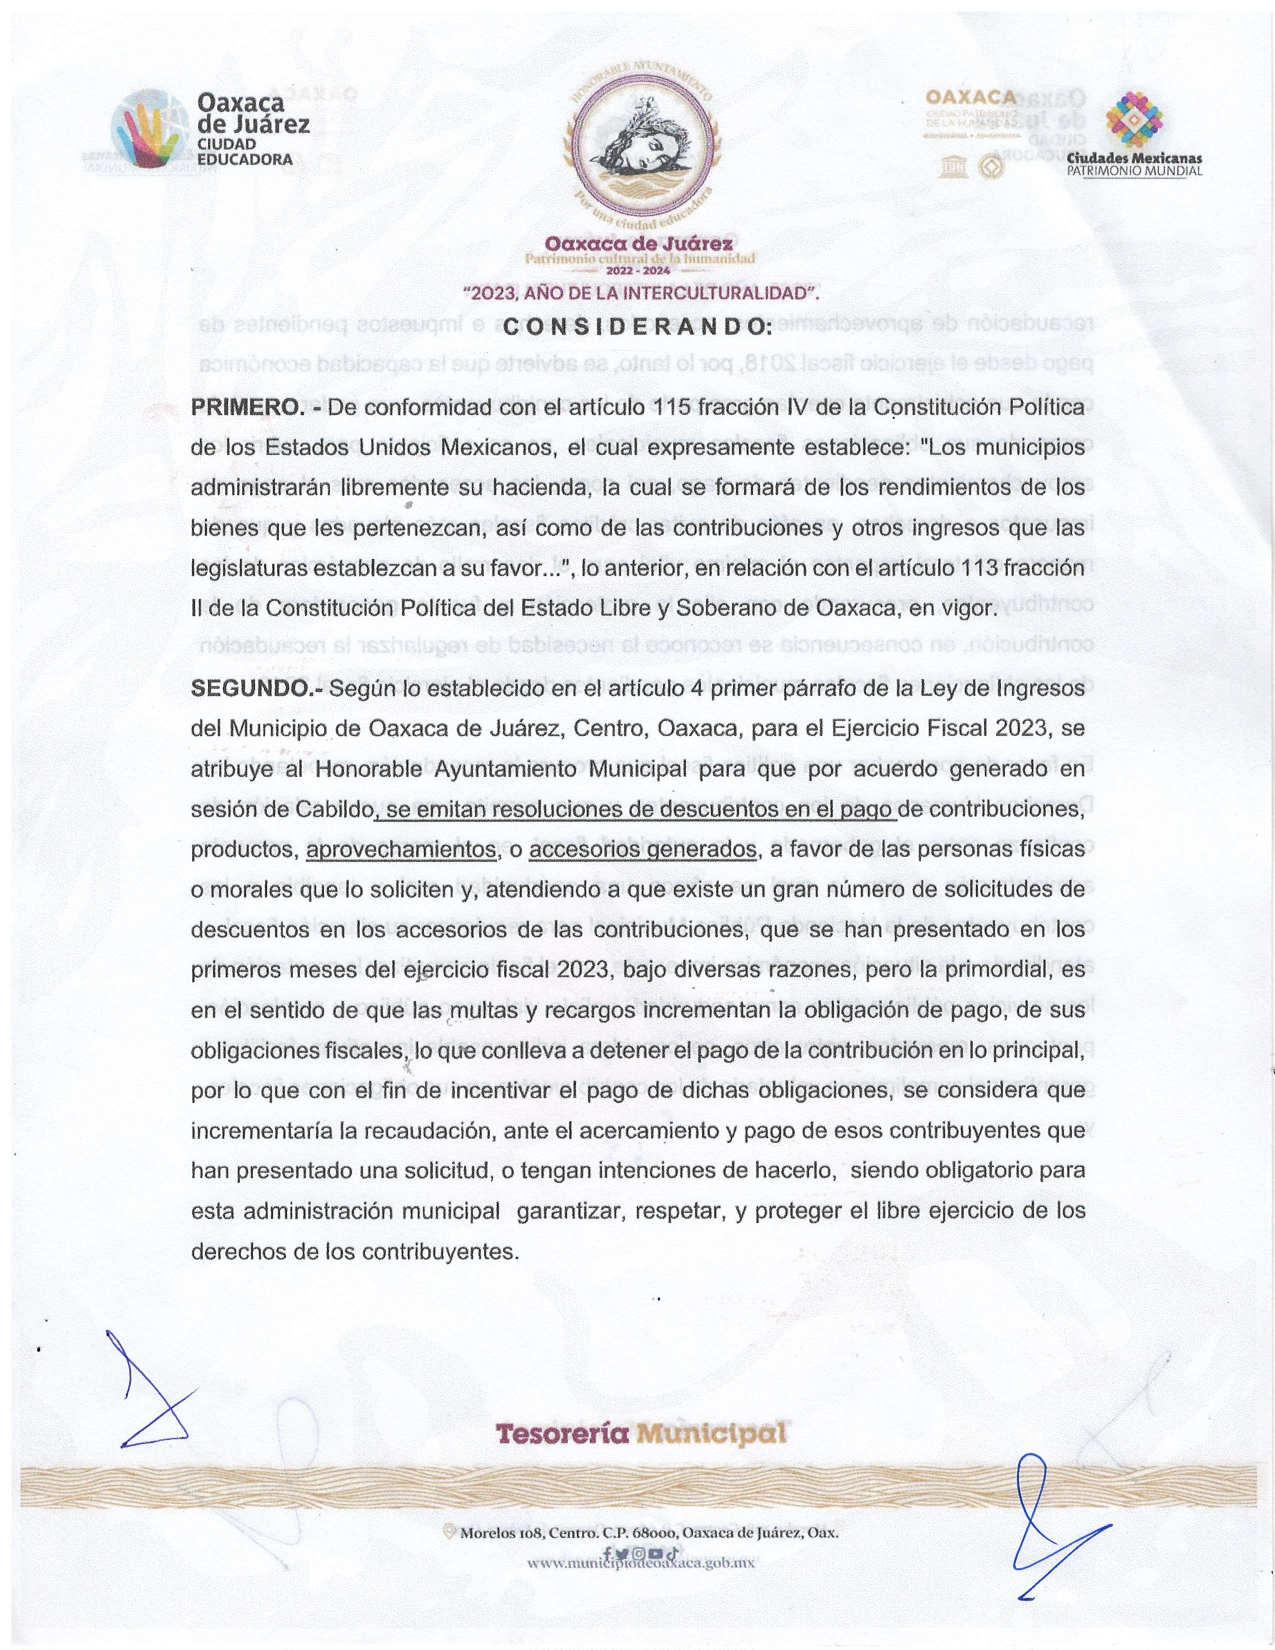 Oaxaca
de Juárez
CIUDAD
EDUCADORA
HONORABLE AYUNTAMIENTO
Por una ciudad educadora
Oaxaca de Juárez
Patrimonio cultural de la humanidad
2022 - 2024
OAXACA
Ciudades Mexicanas
PATRIMONIO MUNDIAL
"2023, AÑO DE LA INTERCULTURALIDAD".
C O N S I D E R A N D O:
PRIMERO. - De conformidad con el artículo 115 fracción IV de la Constitución Política
de los Estados Unidos Mexicanos, el cual expresamente establece: "Los municipios
administrarán libremente su hacienda, la cual se formará de los rendimientos de los
bienes que les pertenezcan, así como de las contribuciones y otros ingresos que las
legislaturas establezcan a su favor...", lo anterior, en relación con el artículo 113 fracción
II de la Constitución Política del Estado Libre y Soberano de Oaxaca, en vigor.
SEGUNDO.- Según lo establecido en el artículo 4 primer párrafo de la Ley de Ingresos
del Municipio de Oaxaca de Juárez, Centro, Oaxaca, para el Ejercicio Fiscal 2023, se
atribuye al Honorable Ayuntamiento Municipal para que por acuerdo generado en
sesión de Cabildo, se emitan resoluciones de descuentos en el pago de contribuciones,
productos, aprovechamientos, o accesorios generados, a favor de las personas físicas
o morales que lo soliciten y, atendiendo a que existe un gran número de solicitudes de
descuentos en los accesorios de las contribuciones, que se han presentado en los
primeros meses del ejercicio fiscal 2023, bajo diversas razones, pero la primordial, es
en el sentido de que las multas y recargos incrementan la obligación de pago, de sus
obligaciones fiscales, lo que conlleva a detener el pago de la contribución en lo principal,
por lo que con el fin de incentivar el pago de dichas obligaciones, se considera que
incrementaría la recaudación, ante el acercamiento y pago de esos contribuyentes que
han presentado una solicitud, o tengan intenciones de hacerlo, siendo obligatorio para
esta administración municipal garantizar, respetar, y proteger el libre ejercicio de los
derechos de los contribuyentes.
Tesorería Municipal
Morelos 108, Centro. C.P. 68000, Oaxaca de Juárez, Oax.
www.municipiodeoaxaca.gob.mx